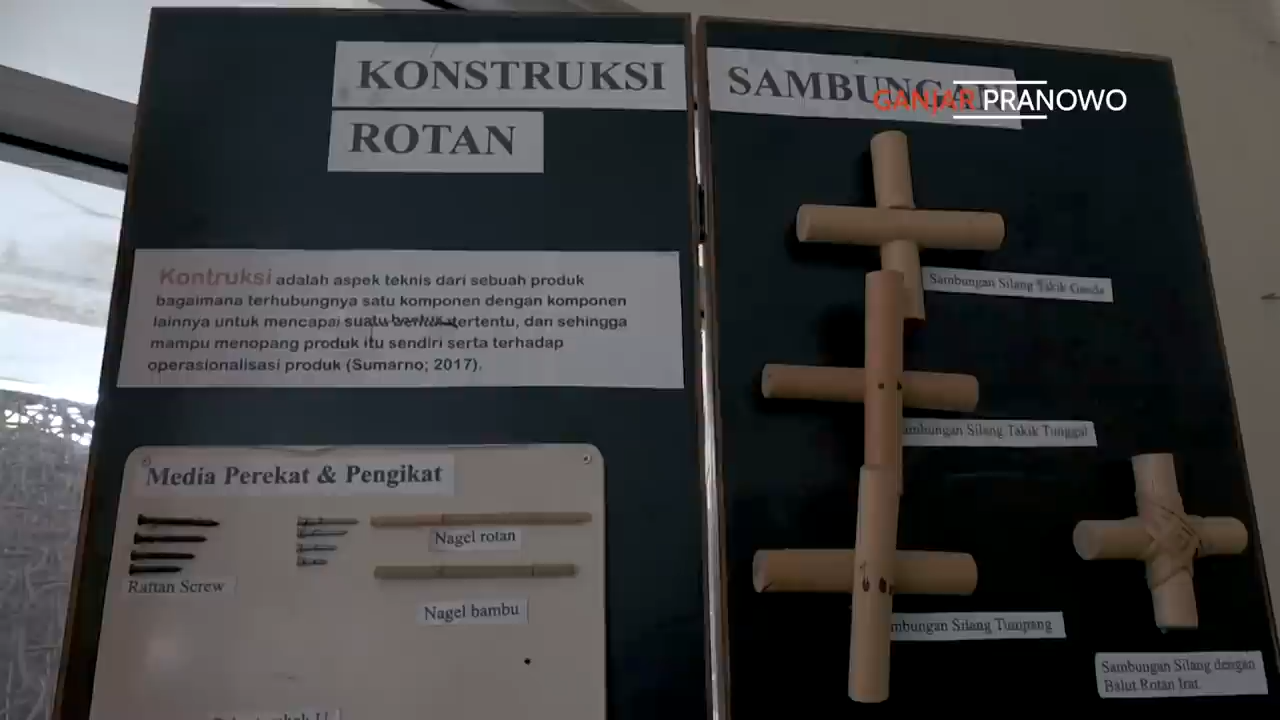 KONSTRUKSI
ROTAN
Kontruksi adalah aspek teknis dari sebuah produk
bagaimana terhubungnya satu komponen dengan komponen
lainnya untuk mencapai suatu bentuk tertentu, dan sehingga
mampu menopang produk itu sendiri serta terhadap
operasionalisasi produk (Sumarno; 2017).
Media Perekat & Pengikat
Rattan Screw
Nagel rotan
Nagel bambu
SAMBUNGAN
GANJAR PRANOWO
Sambungan Silang Takik Ganda
ambungan Silang Takik Tunggal
mbungan Silang Tumpang
Sambungan Silang dengan
Balut Rotan Irat